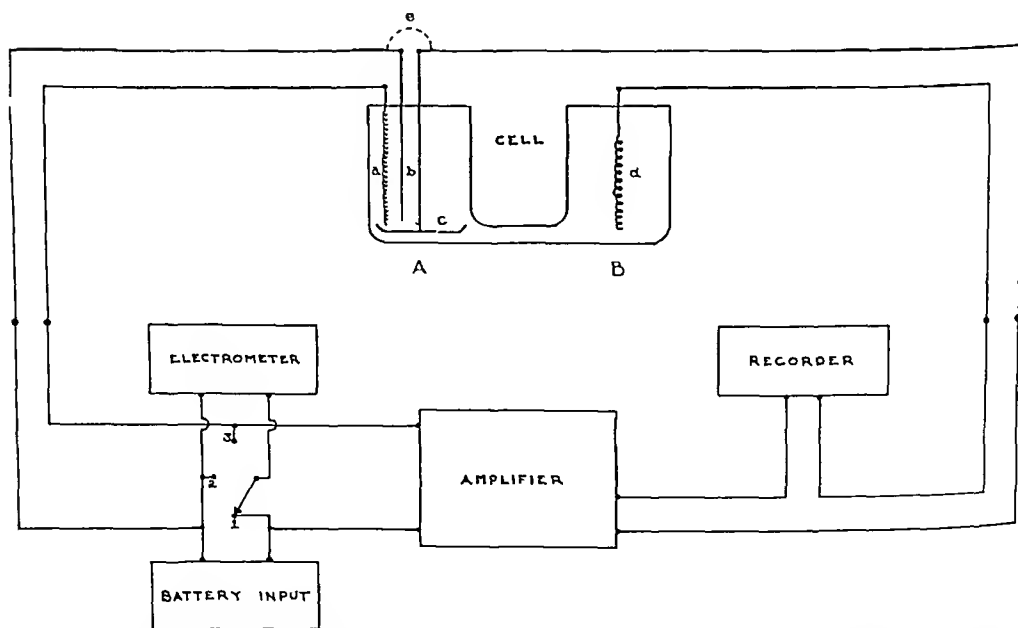 e
CELL
a
b
c
d
A
B
ELECTROMETER
RECORDER
3
2
1
AMPLIFIER
BATTERY INPUT